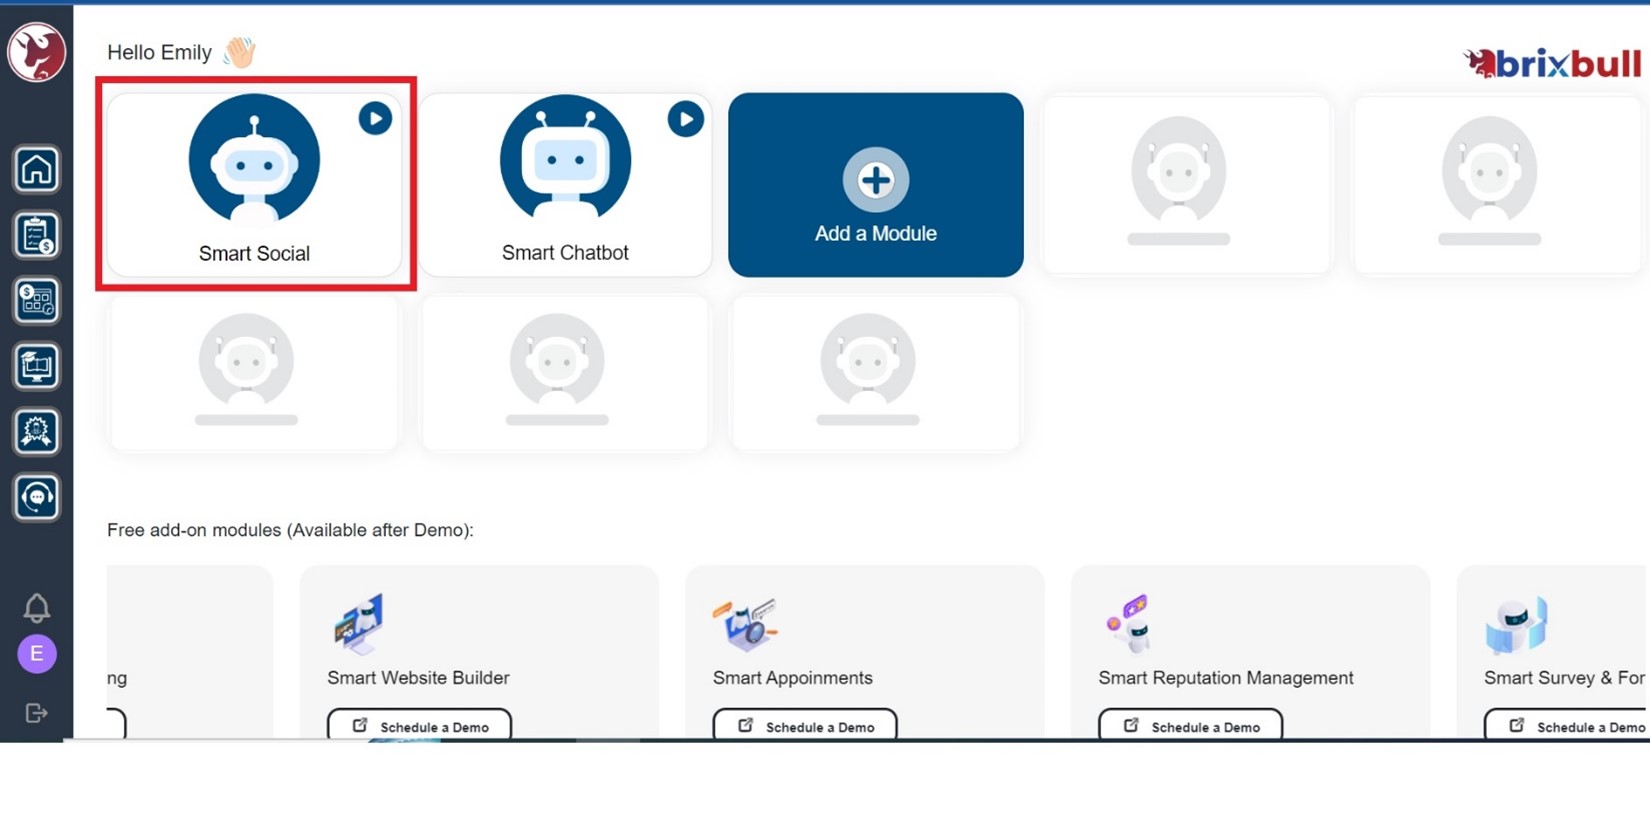 Hello Emily
brixbull
Smart Social
Smart Chatbot
Add a Module
Free add-on modules (Available after Demo):
ng
Smart Website Builder
Smart Appoinments
Smart Reputation Management
Smart Survey & For
Schedule a Demo
Schedule a Demo
Schedule a Demo
Schedule a Demo
E